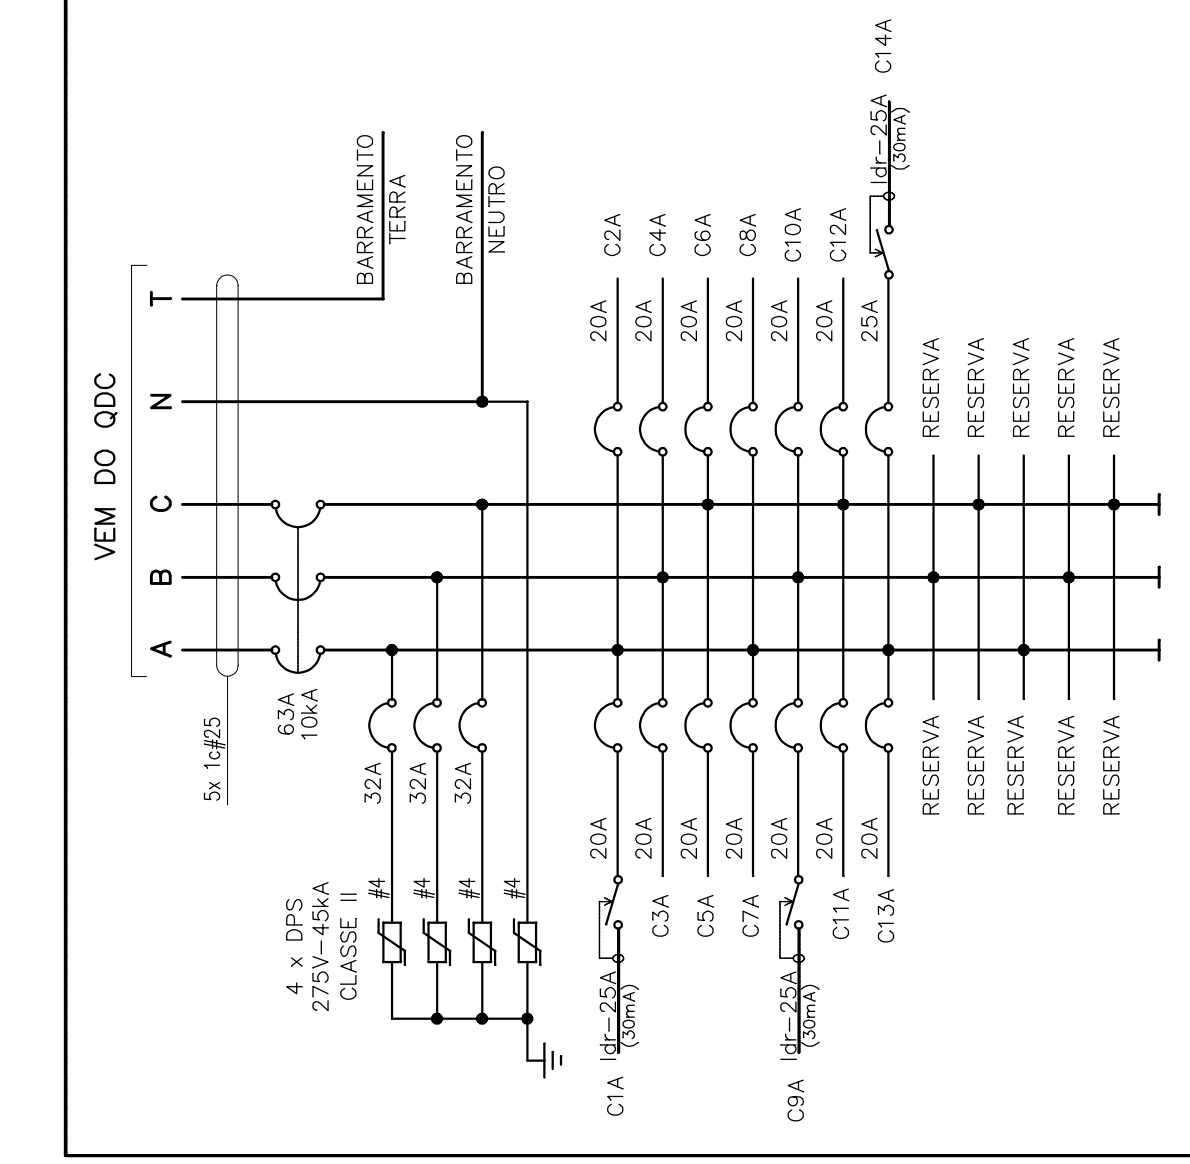 VEM DO QDC
A
B
C
N
T
5x 1c#25
63A
10kA
BARRAMENTO
TERRA
BARRAMENTO
NEUTRO
32A
32A
32A
#4
#4
#4
#4
4 x DPS
275V-45kA
CLASSE II
C1A
Idr-25A
(30mA)
20A
20A
C2A
C3A
20A
20A
C4A
C5A
20A
20A
C6A
C7A
20A
20A
C8A
C9A
Idr-25A
(30mA)
20A
20A
C10A
C11A
20A
20A
C12A
C13A
20A
25A
Idr-25A
(30mA)
C14A
RESERVA
RESERVA
RESERVA
RESERVA
RESERVA
RESERVA
RESERVA
RESERVA
RESERVA
RESERVA